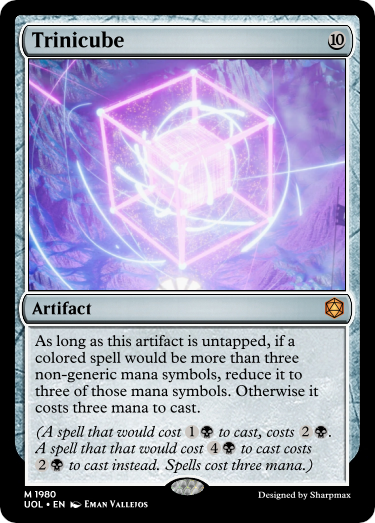 Trinicube
10
Artifact
As long as this artifact is untapped, if a
colored spell would be more than three
non-generic mana symbols, reduce it to
three of those mana symbols. Otherwise it
costs three mana to cast.
(A spell that would cost 1 to cast, costs 2 .
A spell that that would cost 4 to cast costs
2 to cast instead. Spells cost three mana.)
M 1980
UOL • EN Eman Vallejos
Designed by Sharpmax